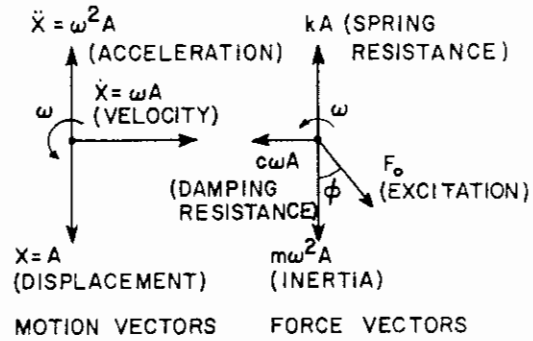 Ẍ = ω²A
(ACCELERATION)
Ẋ = ωA
(VELOCITY)
ω
X = A
(DISPLACEMENT)
MOTION VECTORS
kA (SPRING
RESISTANCE)
ω
cωA
(DAMPING
RESISTANCE)
ϕ
F₀
(EXCITATION)
mω²A
(INERTIA)
FORCE VECTORS